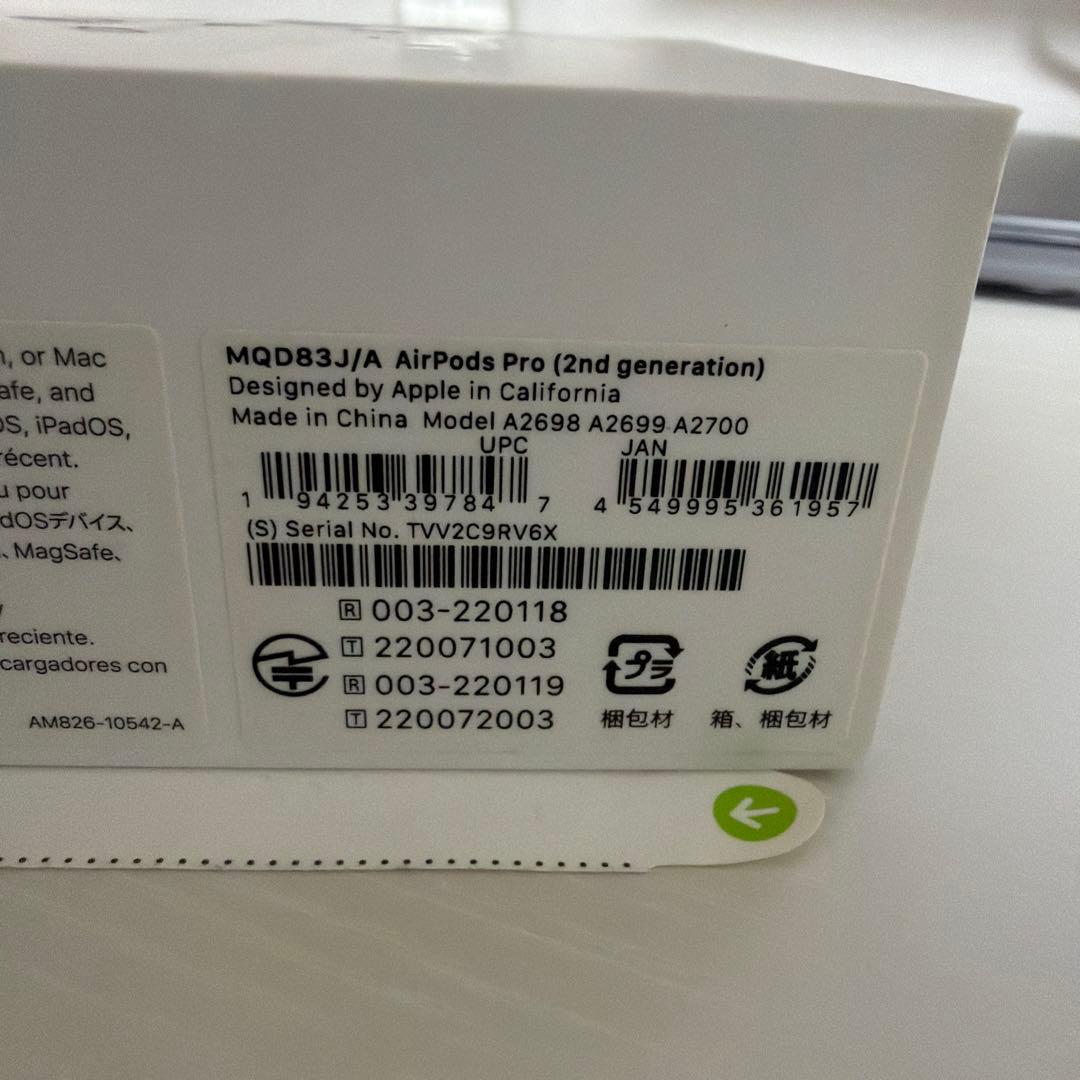 , or Mac
afe, and
OS, iPadOS,
récent.
u pour
dOSデバイス、
、MagSafe、
reciente.
cargadores con
AM826-10542-A
MQD83J/A AirPods Pro (2nd generation)
Designed by Apple in California
Made in China Model A2698 A2699 A2700
UPC JAN
1 94253 39784 7 4 549995 361957
(S) Serial No. TVV2C9RV6X
R 003-220118
T 220071003
R 003-220119
T 220072003
プラ
紙
梱包材
箱、梱包材